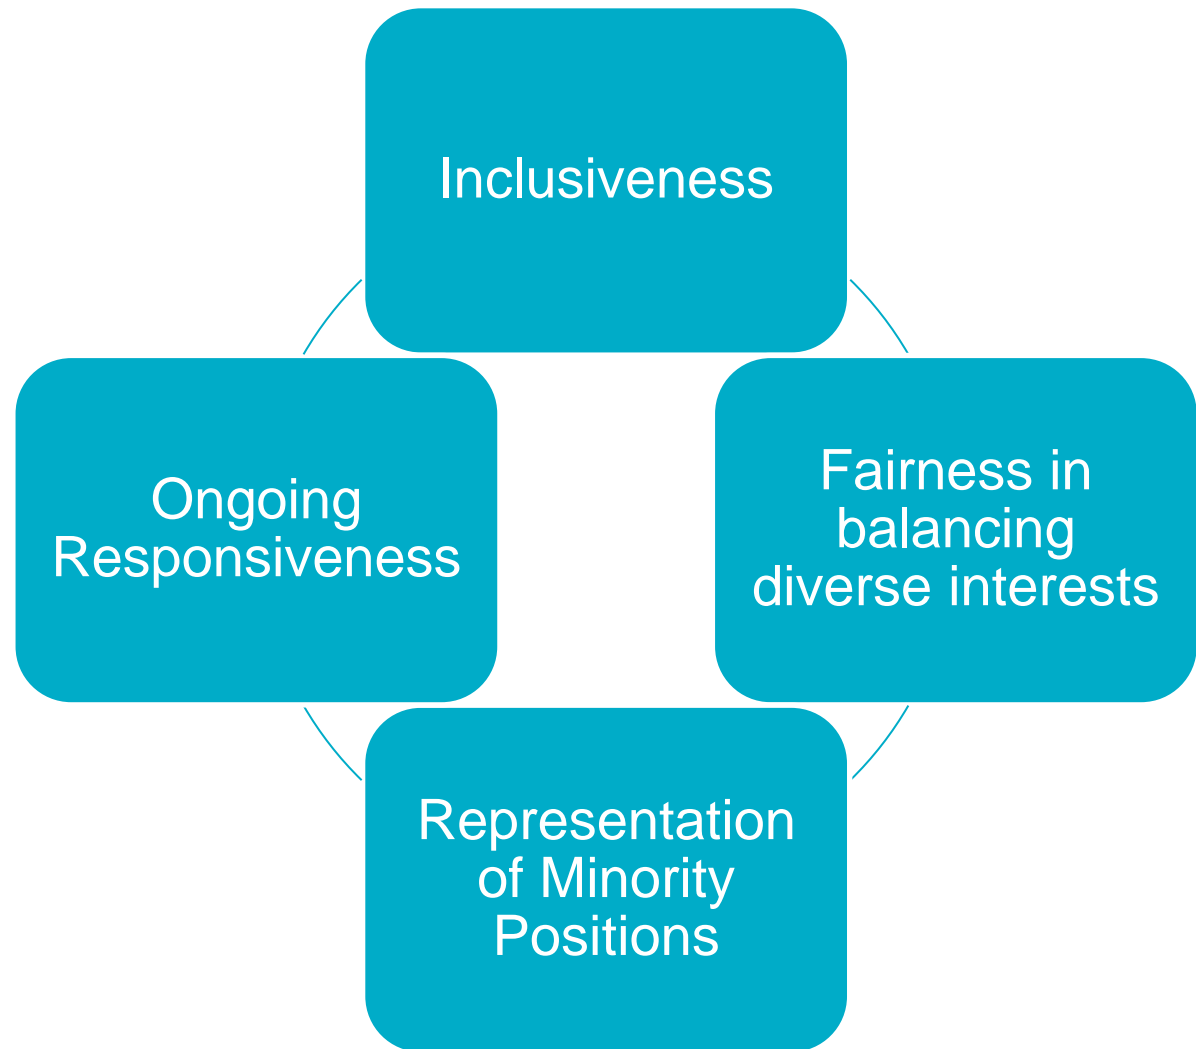 Inclusiveness
Fairness in
balancing
diverse interests
Representation
of Minority
Positions
Ongoing
Responsiveness